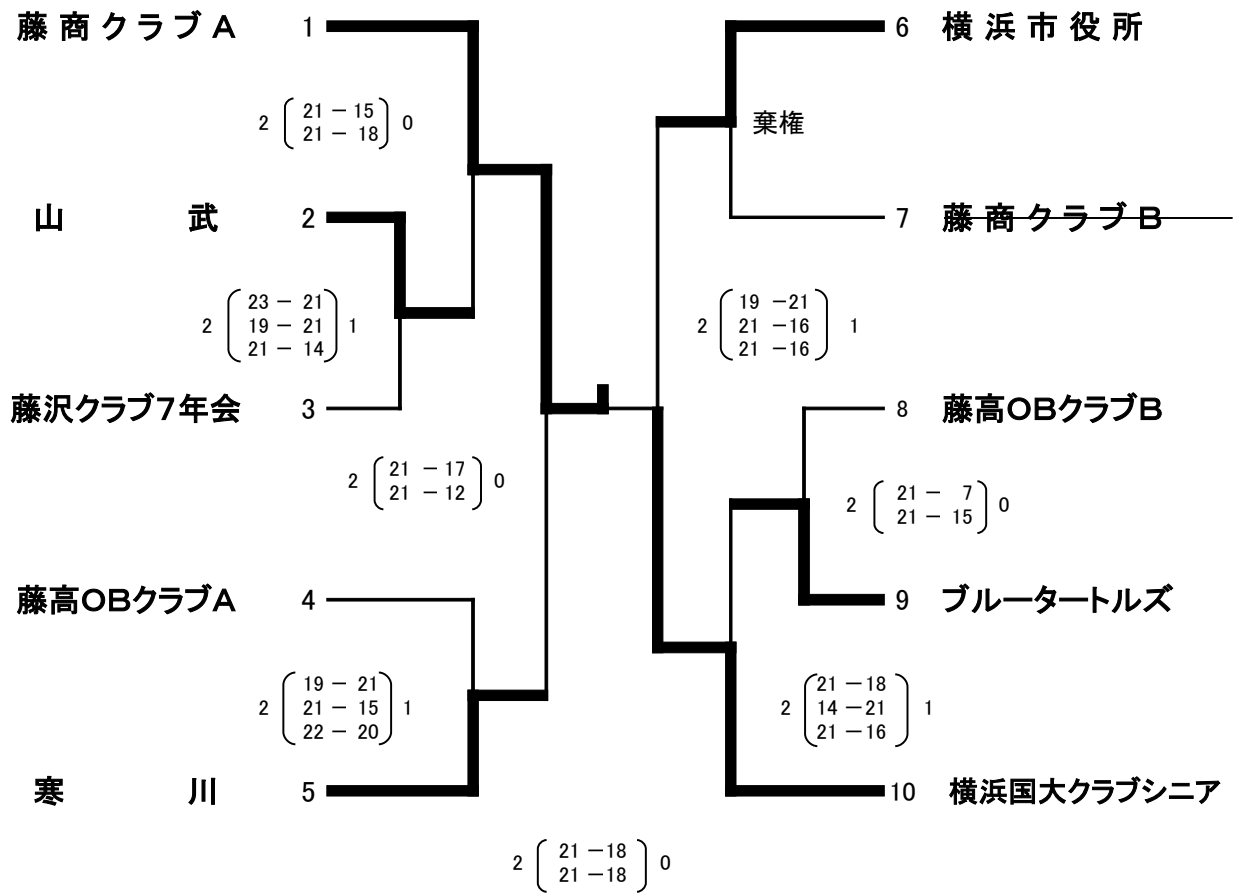 藤商クラブA 1
6 横浜市役所
2 21 - 15 0
21 - 18
棄権
山武 2
7 藤商クラブB
23 - 21
2 19 - 21 1
21 - 14
19 -21
2 21 -16 1
21 -16
藤沢クラブ7年会 3
8 藤高OBクラブB
2 21 -17 0
21 -12
2 21 - 7 0
21 - 15
藤高OBクラブA 4
9 ブルータートルズ
19 - 21
2 21 - 15 1
22 - 20
21 -18
2 14 -21 1
21 -16
寒川 5
10 横浜国大クラブシニア
2 21 -18 0
21 -18